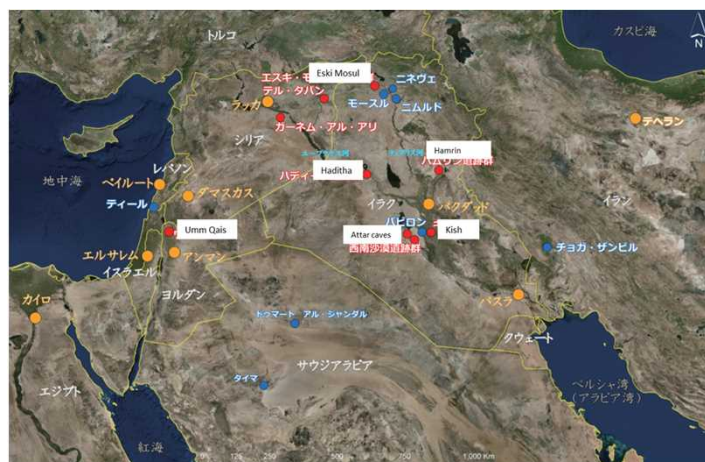 カスピ海
トルコ
N
エスキ・モ
Eski Mosul
ニネヴェ
テル・タバン
モースル
ニムルド
ラッカ
ガーネム・アル・アリ
テヘラン
シリア
Hamrin
ハムリン遺跡群
レバノン
Haditha
ハディ
地中海
ベイルート
ダマスカス
イラク
バグダッド
イラン
ティール
バビロン
Umm Qais
Attar caves
Kish
西南沙漠遺跡群
チョガ・ザンビル
エルサレム
アンマン
イスラエル
ヨルダン
バスラ
カイロ
クウェート
ドゥマート アル・ジャンダル
サウジアラビア
タイマ
エジプト
ペルシャ湾
(アラビア湾)
紅海
0 125 250 500 750 1,000 Km